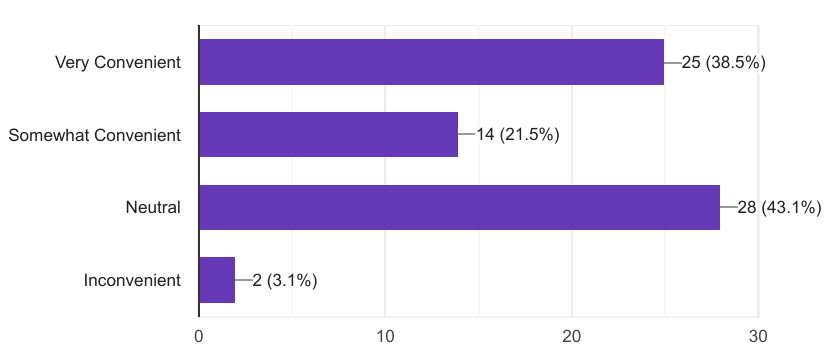 Very Convenient
25 (38.5%)
Somewhat Convenient
14 (21.5%)
Neutral
28 (43.1%)
Inconvenient
2 (3.1%)
0
10
20
30